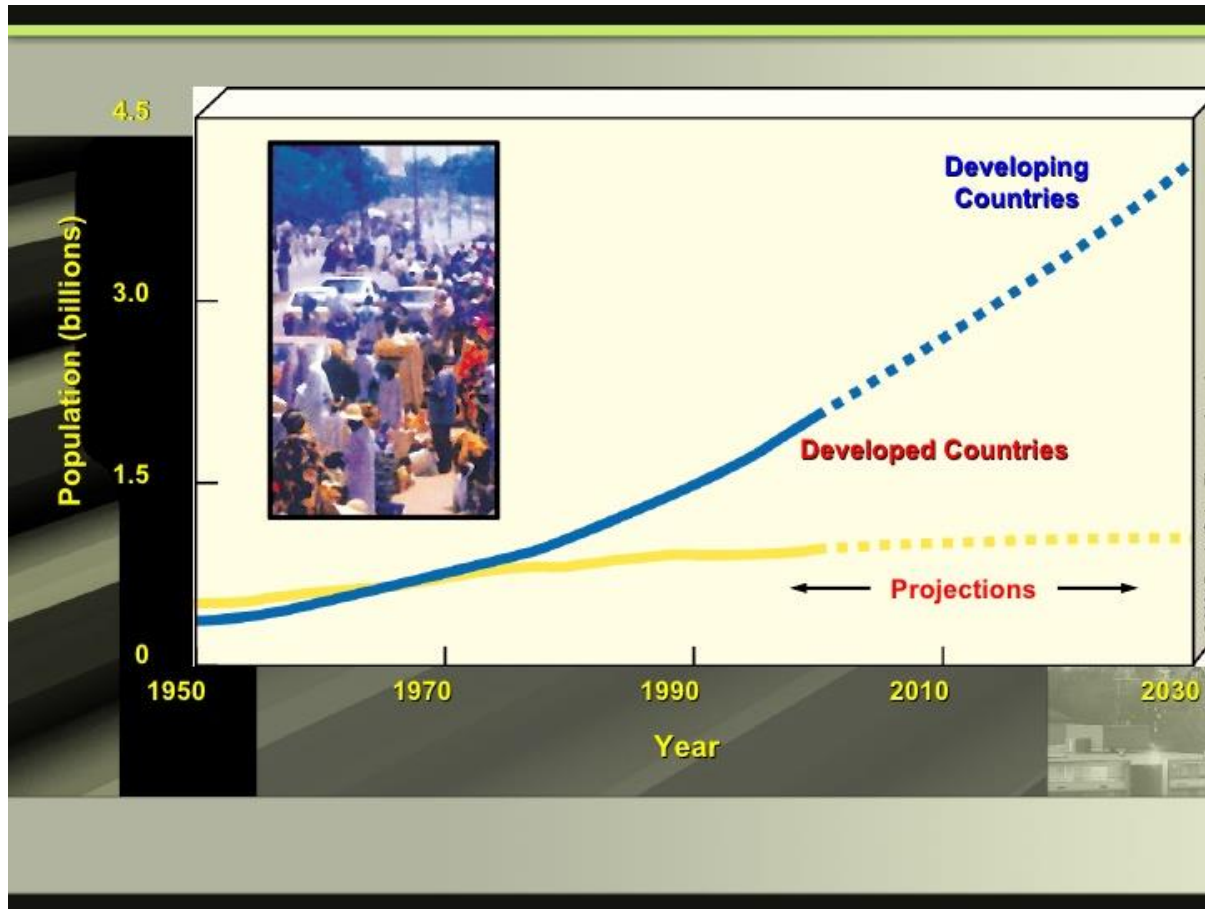 4.5
Developing
Countries
Population (billions)
3.0
Developed Countries
1.5
Projections
0
1950
1970
1990
2010
2030
Year